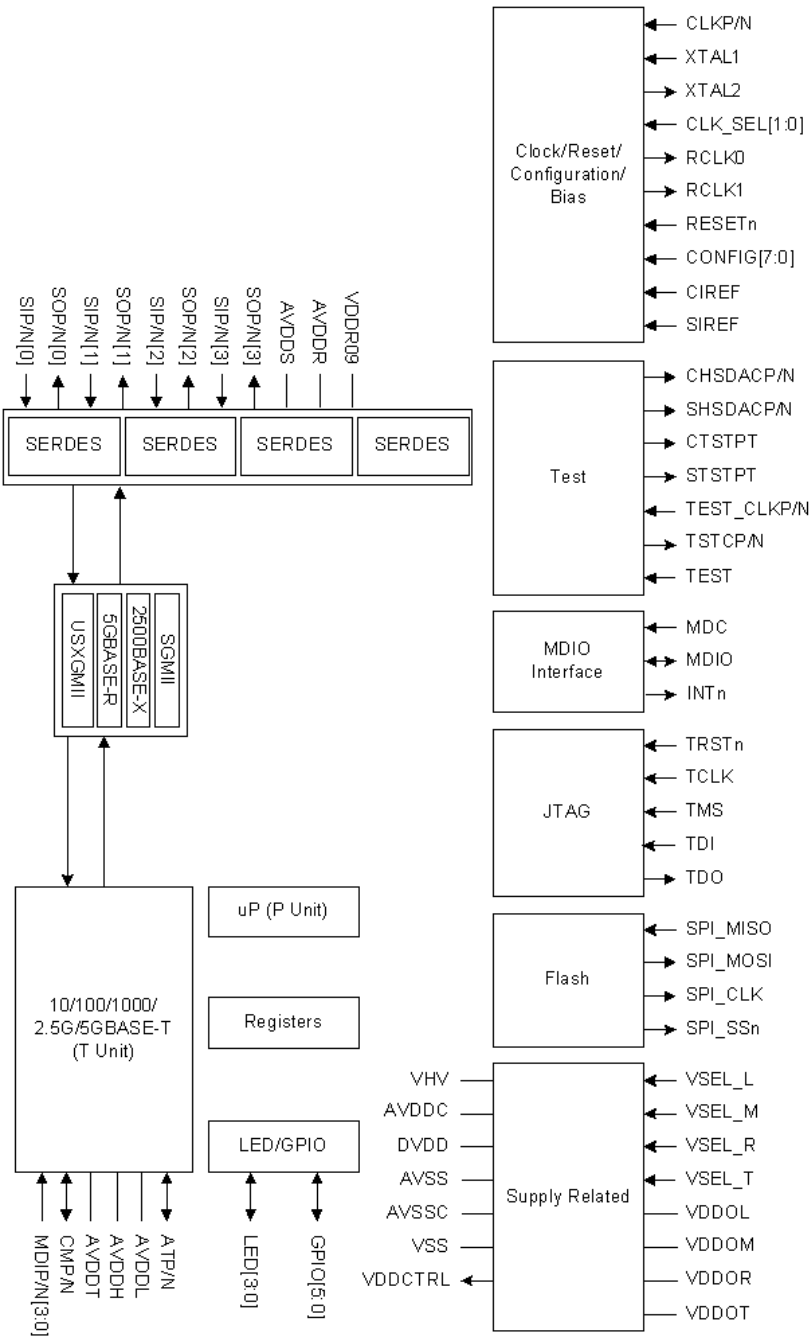 CLKP/N
XTAL1
XTAL2
CLK_SEL[1:0]
RCLK0
RCLK1
RESETn
CONFIG[7:0]
CIREF
SIREF
Clock/Reset/
Configuration/
Bias
SIP/N[0]
SOP/N[0]
SIP/N[1]
SOP/N[1]
SIP/N[2]
SOP/N[2]
SIP/N[3]
SOP/N[3]
AVDDS
AVDDR
VDDR09
SERDES
SERDES
SERDES
SERDES
CHSDACP/N
SHSDACP/N
CTSTPT
STSTPT
TEST_CLKP/N
TSTCP/N
TEST
Test
USXGMII
5GBASE-R
2500BASE-X
SGMII
MDIO
Interface
MDC
MDIO
INTn
JTAG
TRSTn
TCLK
TMS
TDI
TDO
10/100/1000/
2.5G/5GBASE-T
(T Unit)
uP (P Unit)
Registers
LED/GPIO
Flash
SPI_MISO
SPI_MOSI
SPI_CLK
SPI_SSn
MDIP/N[3:0]
CMP/N
AVDDT
AVDDH
AVDDL
ATP/N
LED[3:0]
GPIO[5:0]
VHV
AVDDC
DVDD
AVSS
AVSSC
VSS
VDDCTRL
Supply Related
VSEL_L
VSEL_M
VSEL_R
VSEL_T
VDDOL
VDDOM
VDDOR
VDDOT